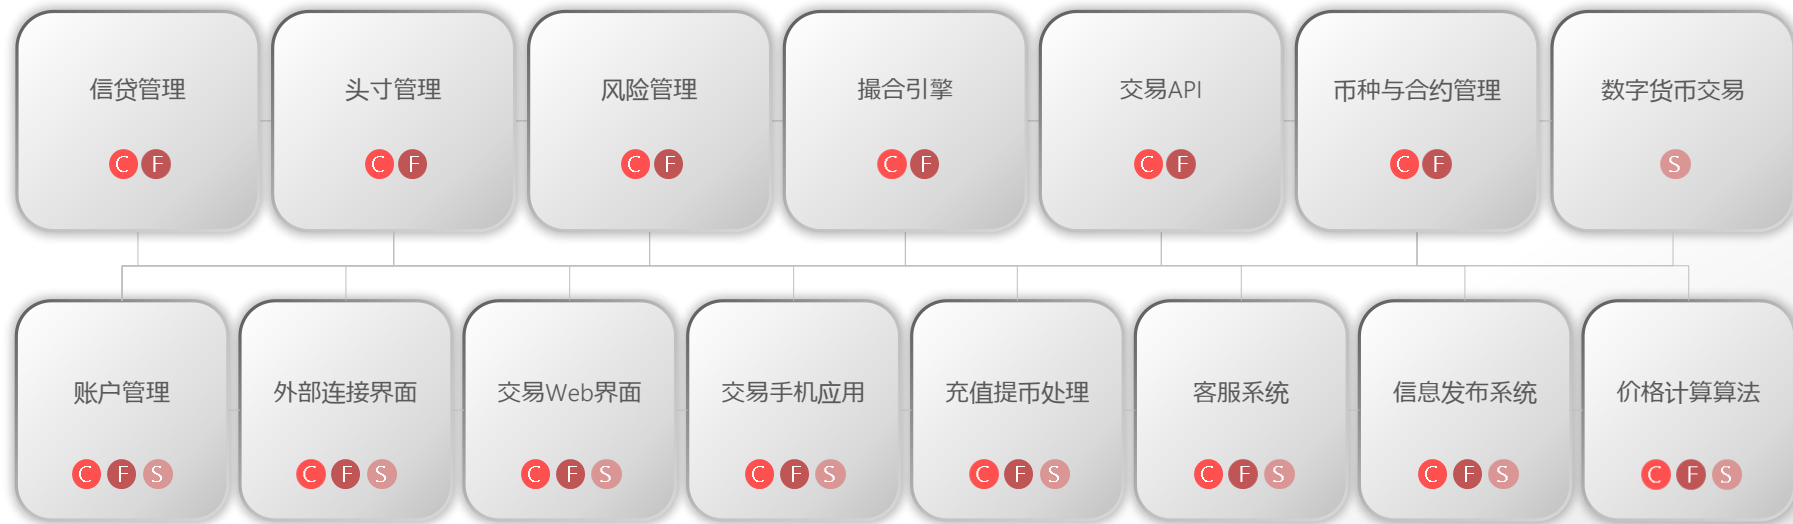 信贷管理
C F
头寸管理
C F
风险管理
C F
撮合引擎
C F
交易API
C F
币种与合约管理
C F
数字货币交易
S
账户管理
C F S
外部连接界面
C F S
交易Web界面
C F S
交易手机应用
C F S
充值提币处理
C F S
客服系统
C F S
信息发布系统
C F S
价格计算算法
C F S